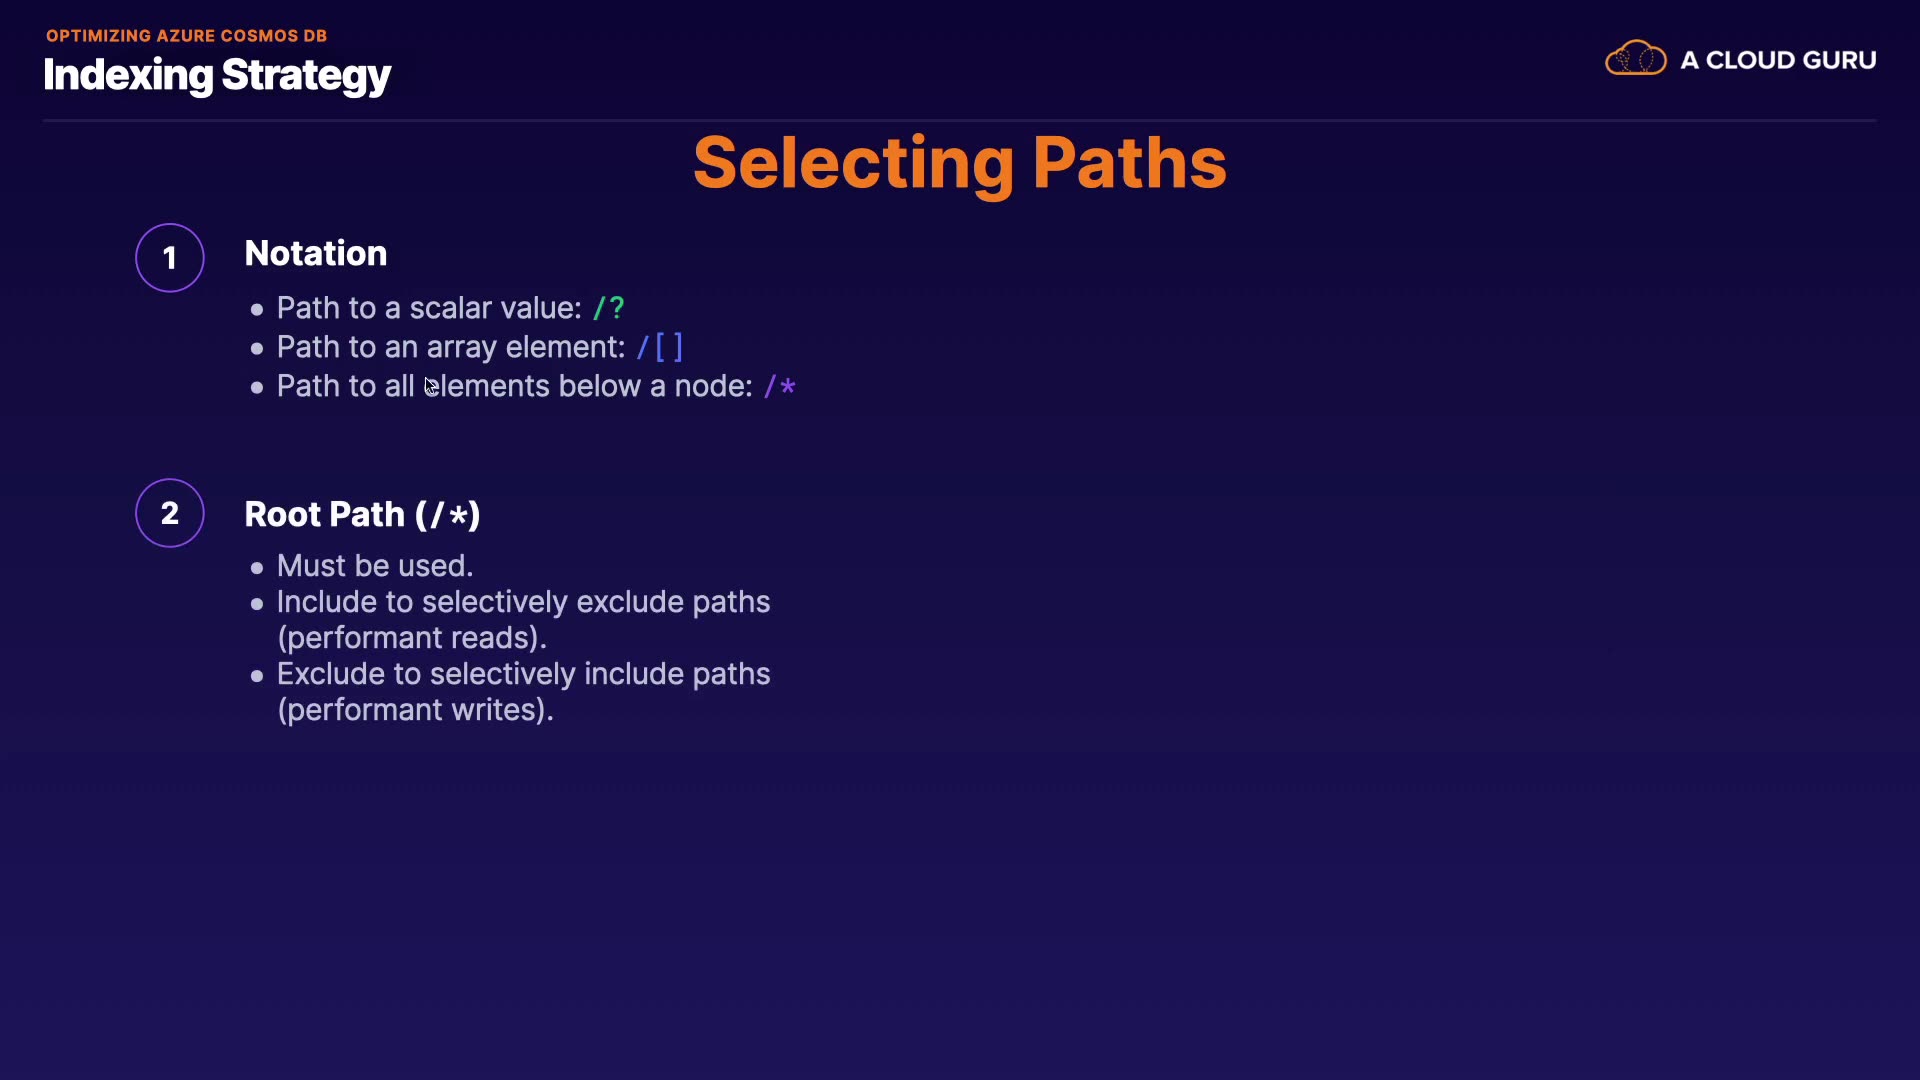 OPTIMIZING AZURE COSMOS DB
Indexing Strategy
A CLOUD GURU
Selecting Paths
1
Notation
• Path to a scalar value: /?
• Path to an array element: /[]
• Path to all elements below a node: /*
2
Root Path (/*)
• Must be used.
• Include to selectively exclude paths
(performant reads).
• Exclude to selectively include paths
(performant writes).